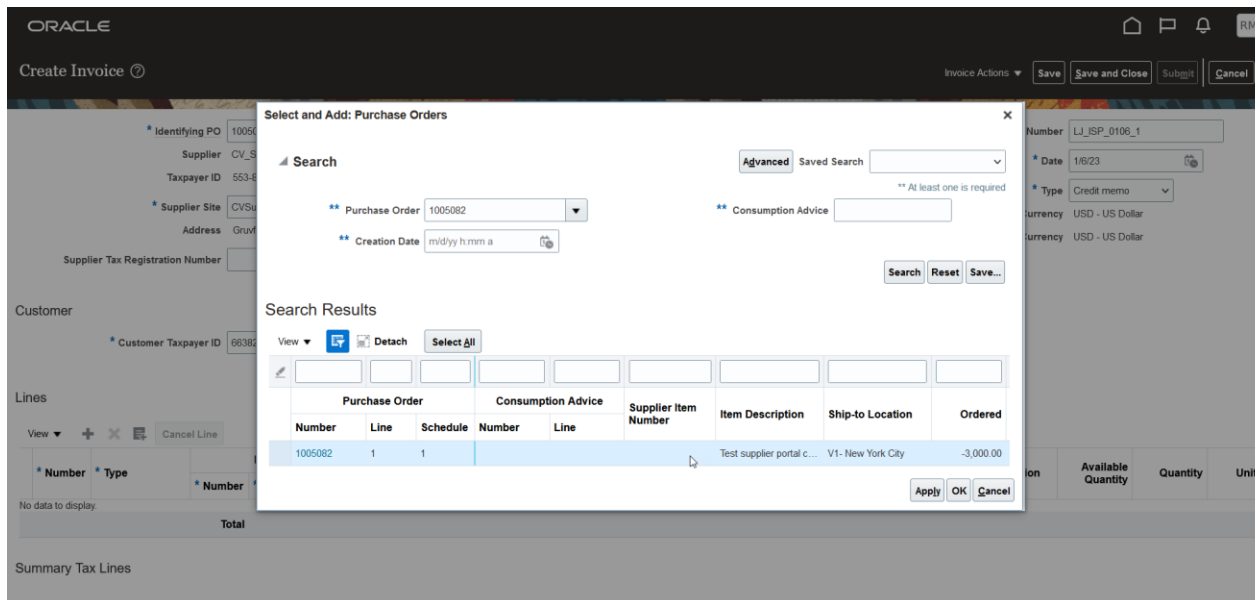 ORACLE
RM
Create Invoice
Invoice Actions Save Save and Close Submit Cancel
* Identifying PO
Supplier
Taxpayer ID
* Supplier Site
Address
Supplier Tax Registration Number
Customer
* Customer Taxpayer ID
Select and Add: Purchase Orders
Search
Advanced Saved Search
** At least one is required
** Purchase Order 1005082
** Consumption Advice
** Creation Date m/d/yy h:mm a
Search Reset Save...
Search Results
View Detach Select All
Purchase Order Consumption Advice Supplier Item Number Item Description Ship-to Location Ordered
Number Line Schedule Number Line
1005082 1 1 Test supplier portal c... V1- New York City -3,000.00
Apply OK Cancel
Number LJ_ISP_0106_1
* Date 1/6/23
* Type Credit memo
USD - US Dollar
USD - US Dollar
Lines
View Cancel Line
* Number * Type * Number Available Quantity Quantity
No data to display.
Total
Summary Tax Lines